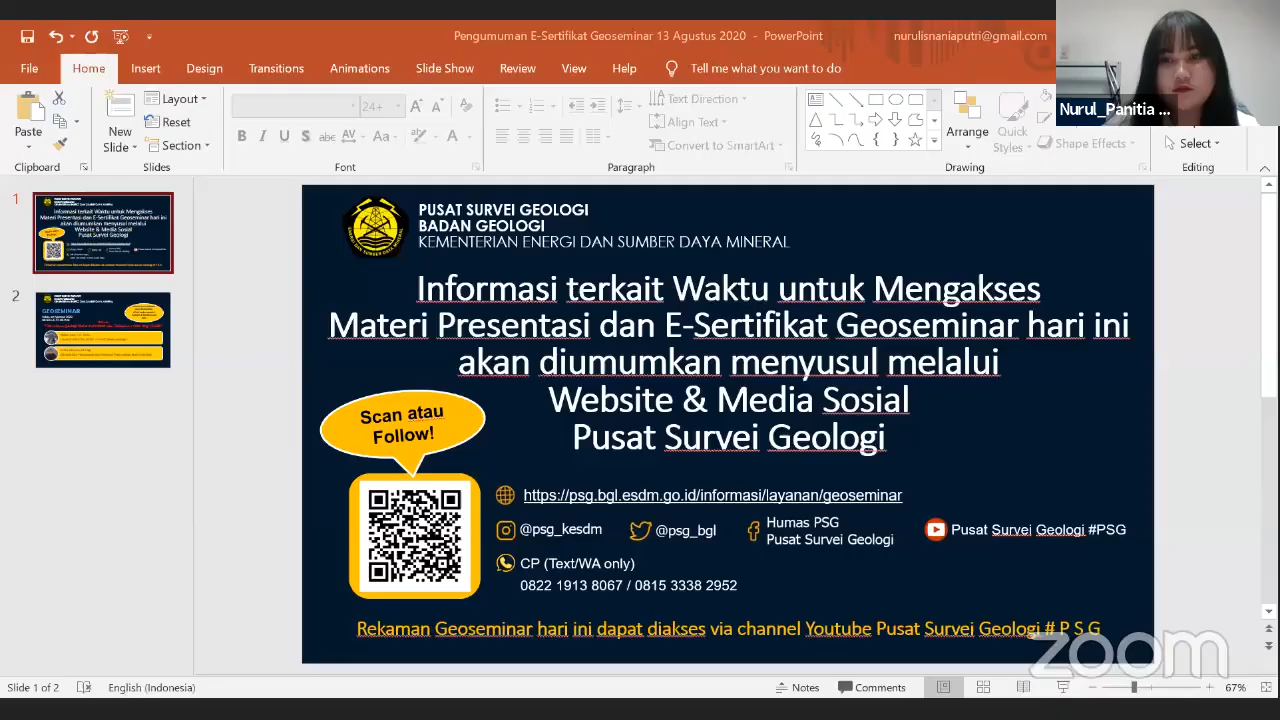 Pengumuman E-Sertifikat Geoseminar 13 Agustus 2020 - PowerPoint
nurulisnaniaputri@gmail.com
File Home Insert Design Transitions Animations Slide Show Review View Help Tell me what you want to do
Nurul_Panitia ...
Paste
New
Slide
Layout
Reset
Section
24+
B I U S abc AV Aa A
Text Direction
Align Text
Convert to SmartArt
Arrange
Quick
Styles
Shape Effects
Select
Clipboard Slides Font Paragraph Drawing Editing
1
2
GEOSEMINAR
PUSAT SURVEI GEOLOGI
BADAN GEOLOGI
KEMENTERIAN ENERGI DAN SUMBER DAYA MINERAL
Informasi terkait Waktu untuk Mengakses
Materi Presentasi dan E-Sertifikat Geoseminar hari ini
akan diumumkan menyusul melalui
Website & Media Sosial
Pusat Survei Geologi
Scan atau
Follow!
https://psg.bgl.esdm.go.id/informasi/layanan/geoseminar
@psg_kesdm
@psg_bgl
Humas PSG
Pusat Survei Geologi
Pusat Survei Geologi #PSG
CP (Text/WA only)
0822 1913 8067 / 0815 3338 2952
Rekaman Geoseminar hari ini dapat diakses via channel Youtube Pusat Survei Geologi # P S G
zoom
Slide 1 of 2 English (Indonesia) Notes Comments 67%